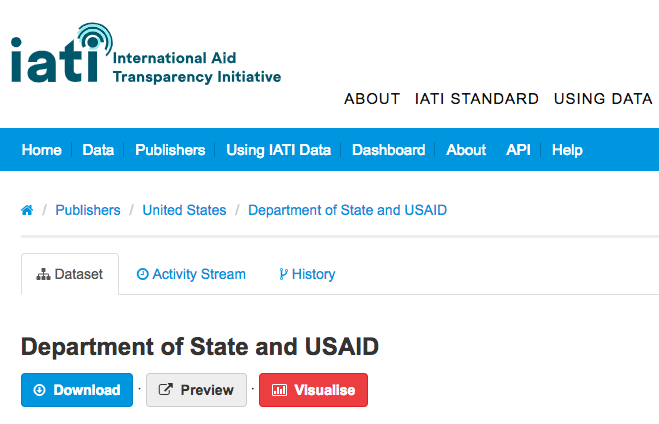 iati International Aid
Transparency Initiative
ABOUT IATI STANDARD USING DATA
Home Data Publishers Using IATI Data Dashboard About API Help
/ Publishers / United States / Department of State and USAID
Dataset Activity Stream History
Department of State and USAID
Download · Preview · Visualise